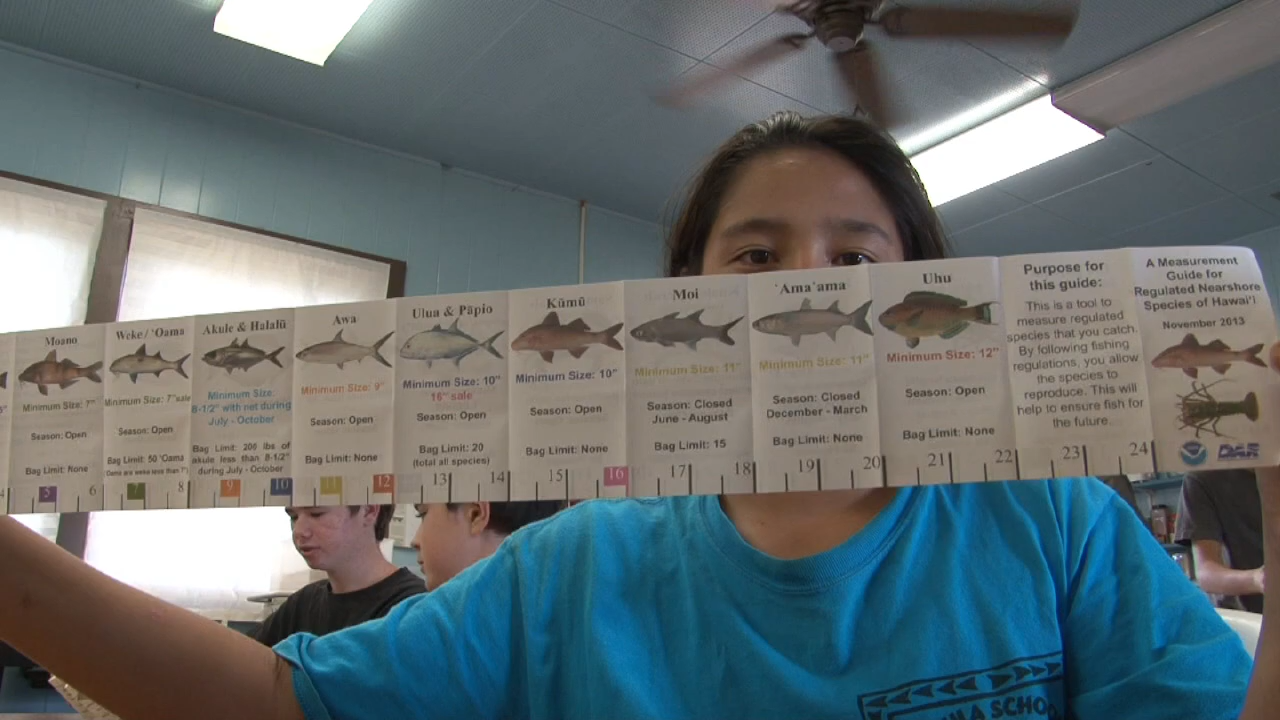 Moano
Minimum Size: 7"
Season: Open
Bag Limit: None
Weke/ ʻOama
Minimum Size: 7"sale
Season: Open
Bag Limit: 50 ʻOama
(Oama are weke less than 7")
Akule & Halalū
Minimum Size:
8-1/2" with net during
July - October
Bag Limit: 200 lbs of
akule less than 8-1/2"
during July - October
Awa
Minimum Size: 9"
Season: Open
Bag Limit: None
Ulua & Pāpio
Minimum Size: 10"
16" sale
Season: Open
Bag Limit: 20
(total all species)
Kūmū
Minimum Size: 10"
Season: Open
Bag Limit: None
Moi
Minimum Size: 11"
Season: Closed
June - August
Bag Limit: 15
ʻAmaʻama
Minimum Size: 11"
Season: Closed
December - March
Bag Limit: None
Uhu
Minimum Size: 12"
Season: Open
Bag Limit: None
Purpose for
this guide:
This is a tool to
measure regulated
species that you catch.
By following fishing
regulations, you allow
the species to
reproduce. This will
help to ensure fish for
the future.
A Measurement
Guide for
Regulated Nearshore
Species of Hawaiʻi
November 2013
DAR
4 5 6 7 8 9 10 11 12 13 14 15 16 17 18 19 20 21 22 23 24
NA SCHO